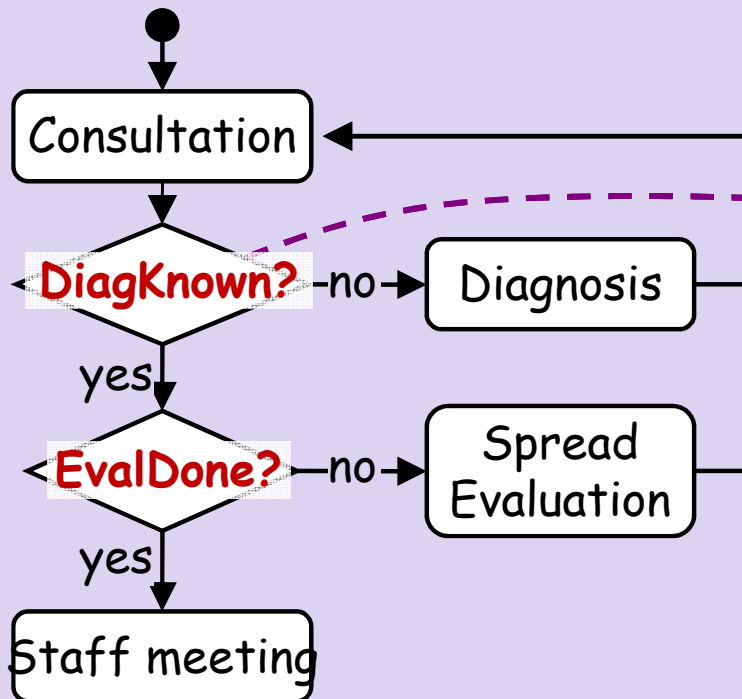 Consultation
DiagKnown?
no
Diagnosis
yes
EvalDone?
no
Spread
Evaluation
yes
Staff meeting